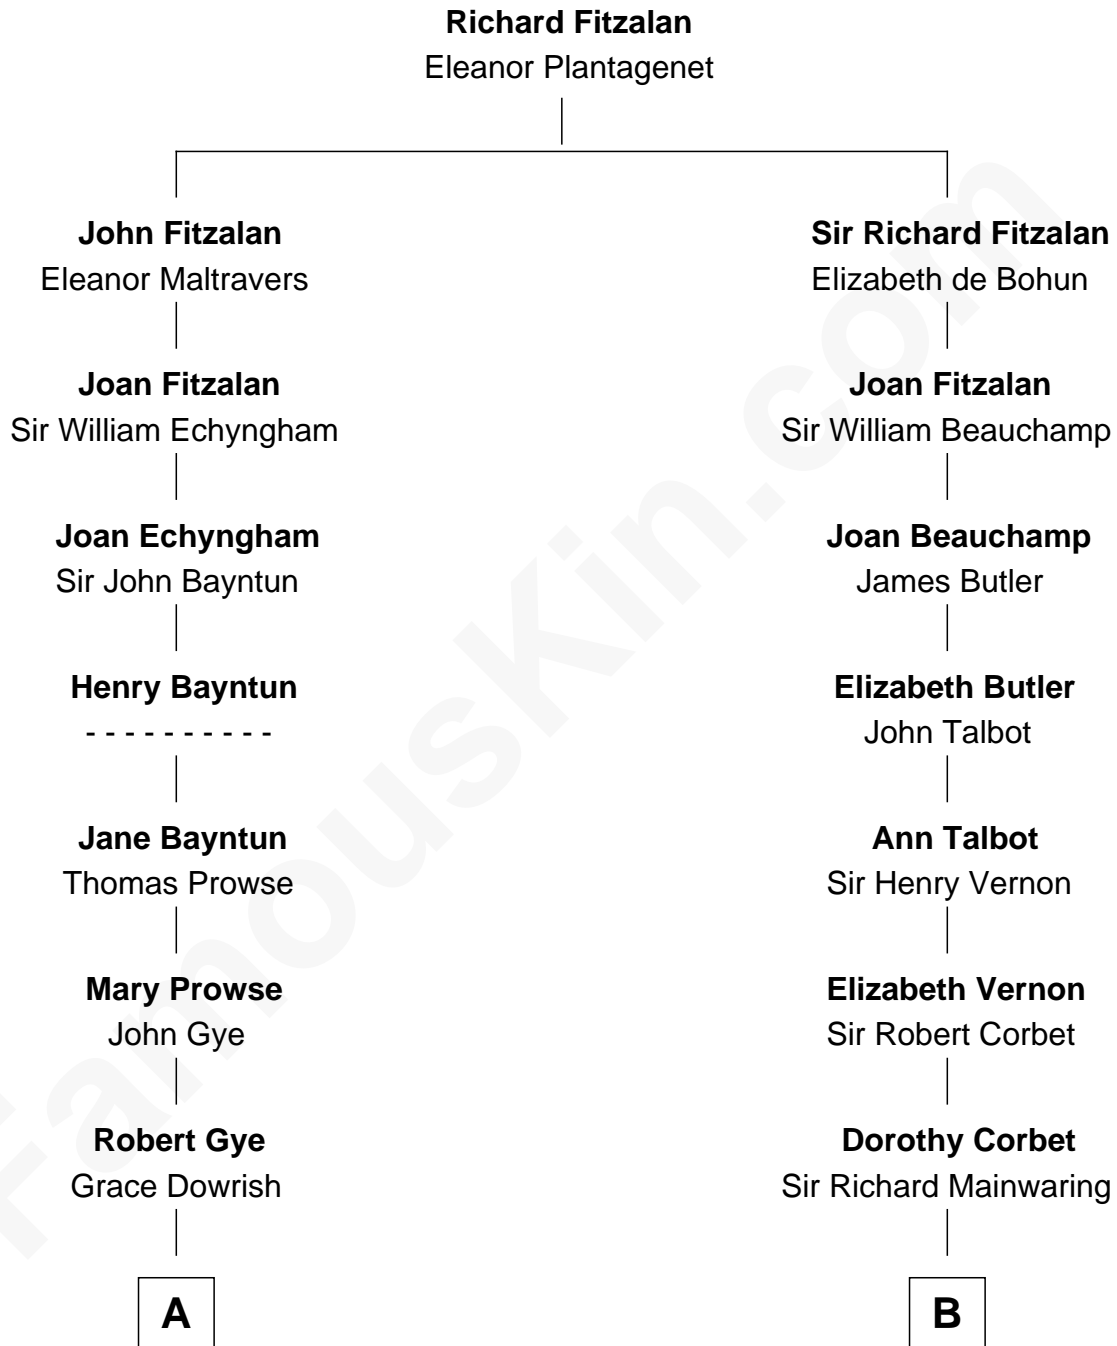 Richard Fitzalan
Eleanor Plantagenet
John Fitzalan
Eleanor Maltravers
Sir Richard Fitzalan
Elizabeth de Bohun
Joan Fitzalan
Sir William Echyngham
Joan Fitzalan
Sir William Beauchamp
Joan Echyngham
Sir John Bayntun
Joan Beauchamp
James Butler
Henry Bayntun
- - - - - - - - - -
Elizabeth Butler
John Talbot
Jane Bayntun
Thomas Prowse
Ann Talbot
Sir Henry Vernon
Mary Prowse
John Gye
Elizabeth Vernon
Sir Robert Corbet
Robert Gye
Grace Dowrish
Dorothy Corbet
Sir Richard Mainwaring
A
B
FamousKin.com